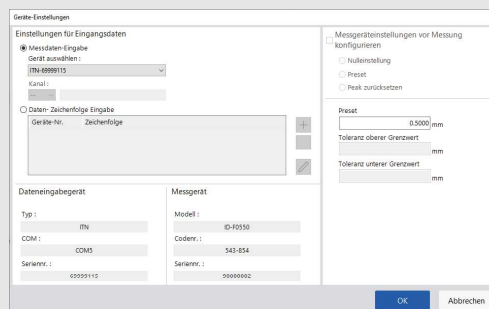 Geräte-Einstellungen
Einstellungen für Eingangsdaten
Messdaten-Eingabe
Gerät auswählen :
ITN-69999115
Kanal :
--
Daten- Zeichenfolge Eingabe
Geräte-Nr. Zeichenfolge
Dateneingabegerät
Typ :
ITN
COM :
COM5
Seriennr. :
69999115
Messgerät
Modell :
ID-F0550
Codenr. :
543-854
Seriennr. :
90000002
Messgeräteinstellungen vor Messung
konfigurieren
Nulleinstellung
Preset
Peak zurücksetzen
Preset
0.5000 mm
Toleranz oberer Grenzwert
mm
Toleranz unterer Grenzwert
mm
OK Abbrechen